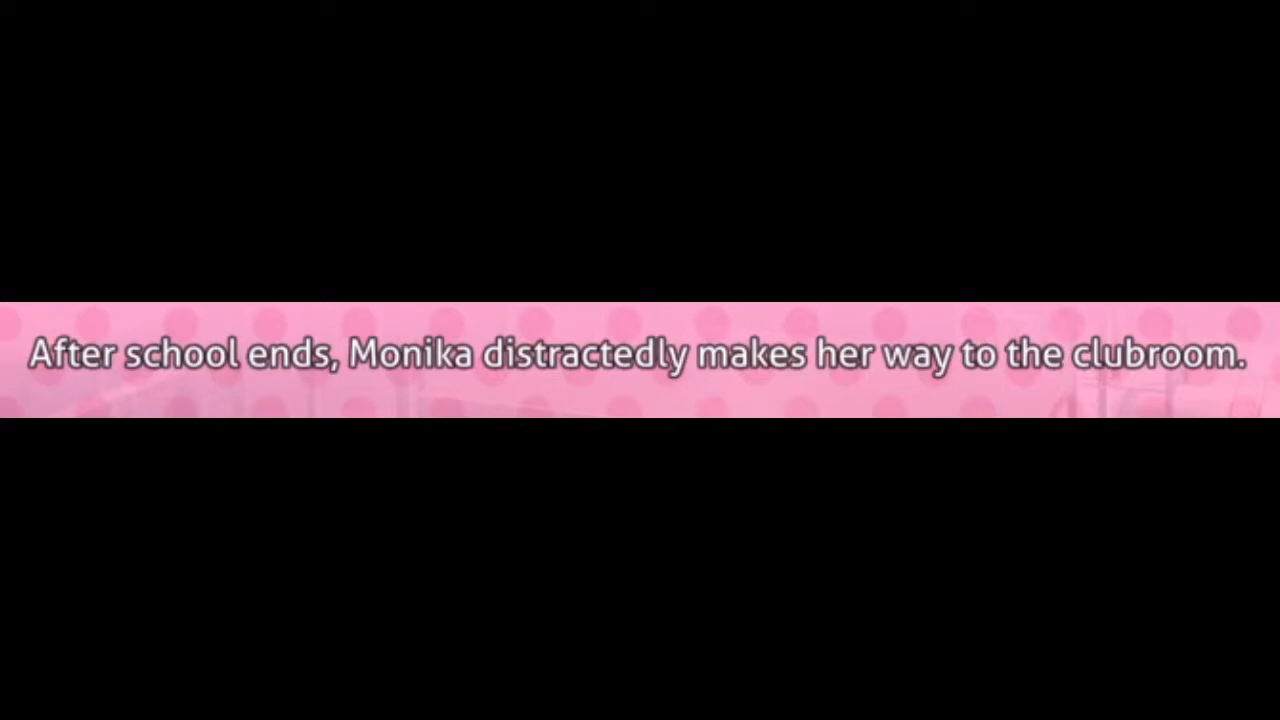 After school ends, Monika distractedly makes her way to the clubroom.